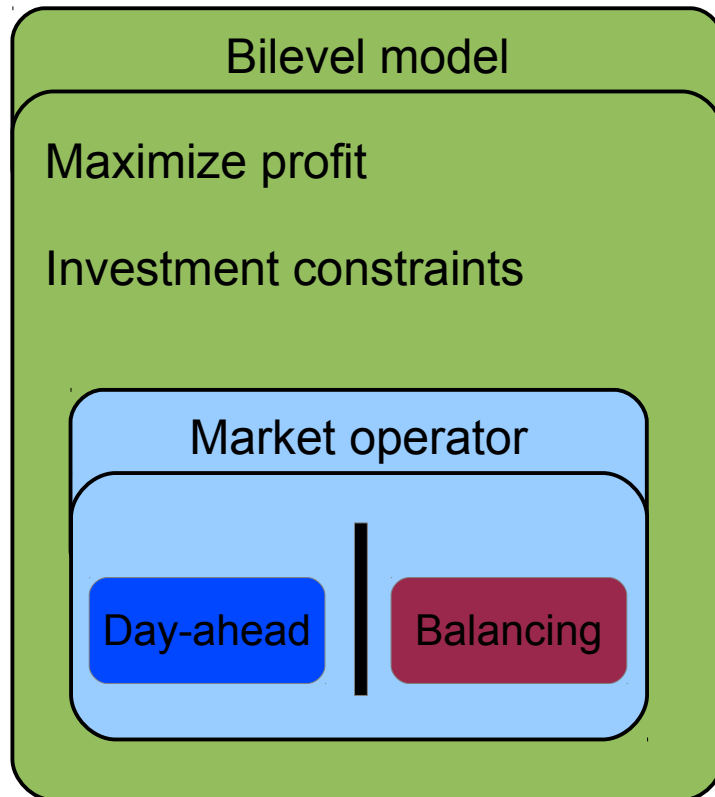 Bilevel model
Maximize profit
Investment constraints
Market operator
Day-ahead
Balancing